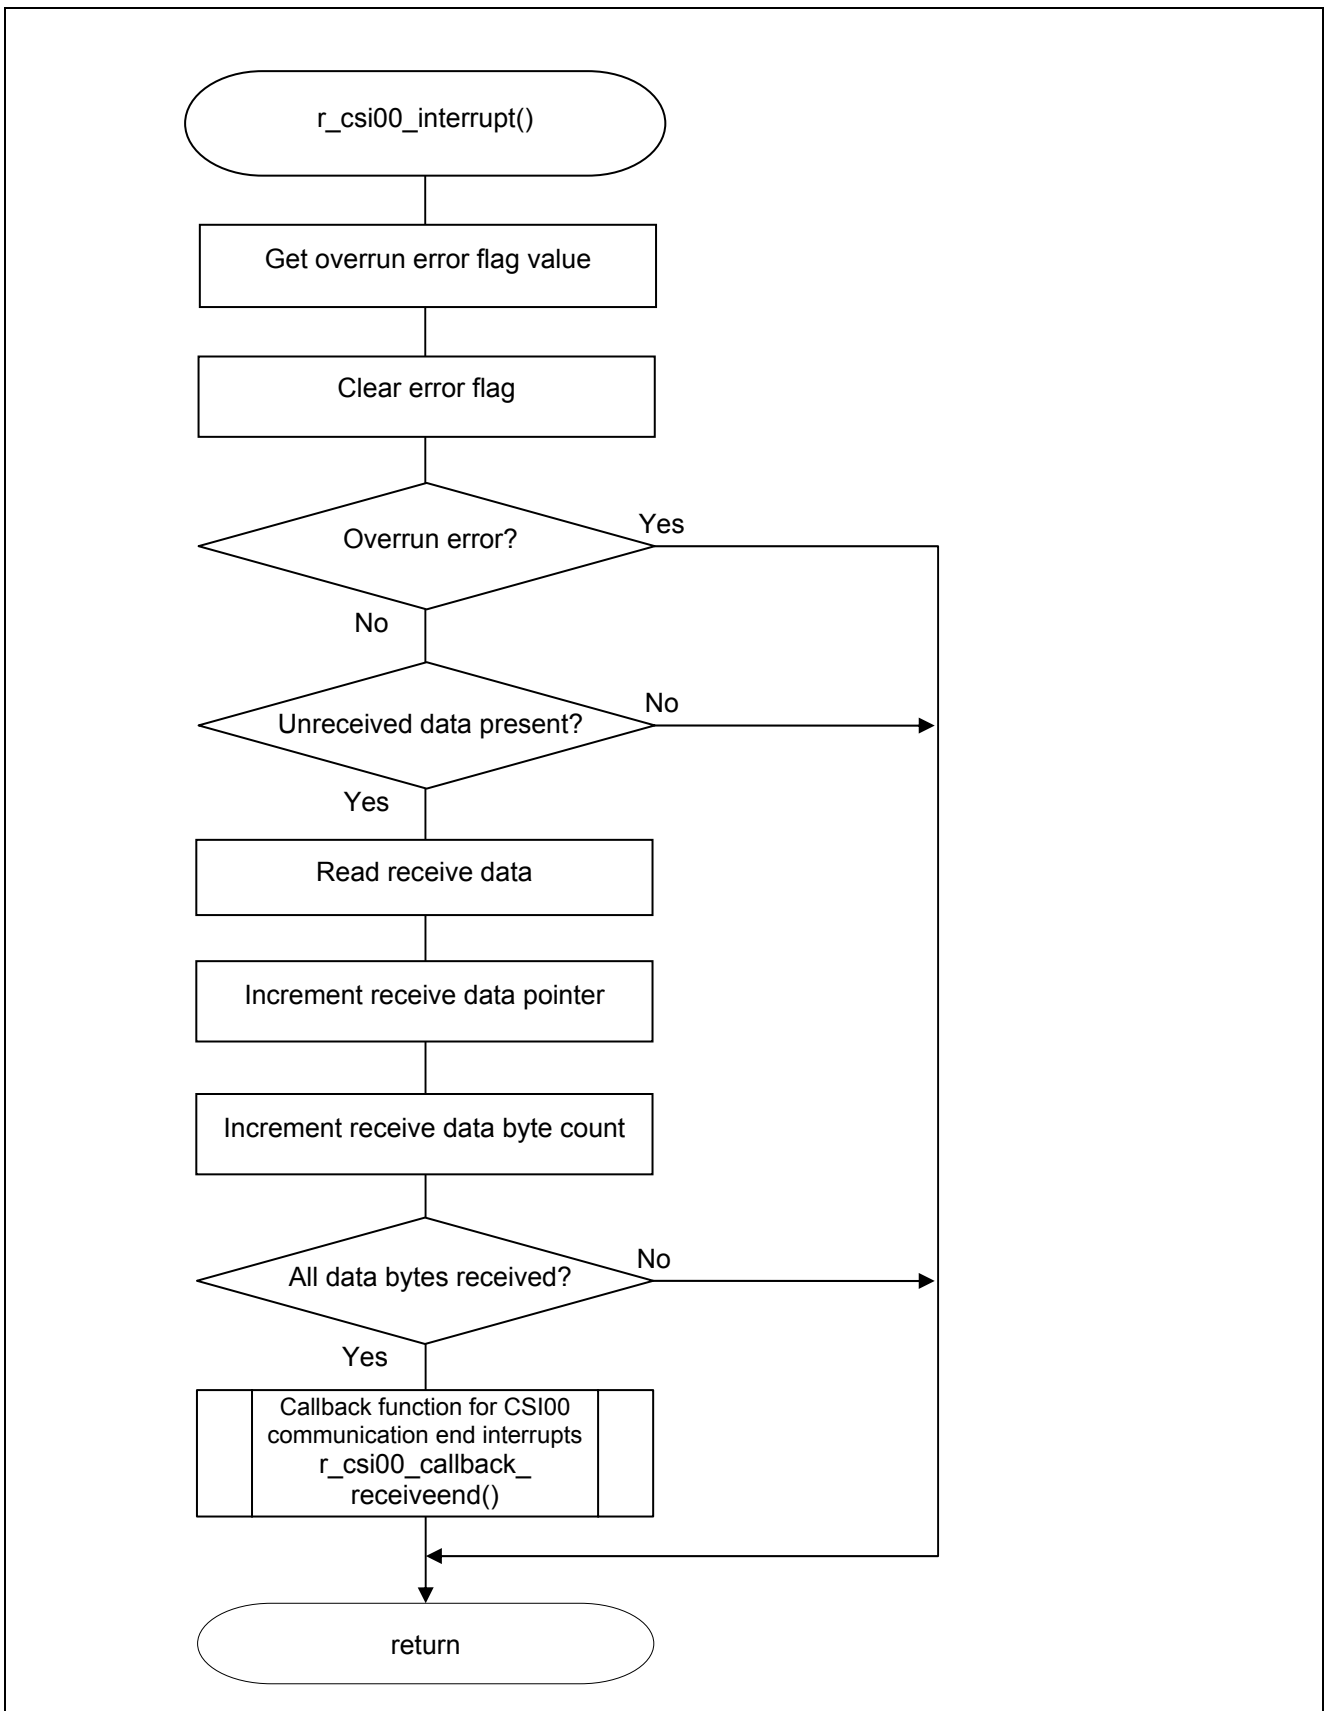 r_csi00_interrupt()
Get overrun error flag value
Clear error flag
Overrun error?
Yes
No
Unreceived data present?
No
Yes
Read receive data
Increment receive data pointer
Increment receive data byte count
All data bytes received?
No
Yes
Callback function for CSI00
communication end interrupts
r_csi00_callback_
receiveend()
return